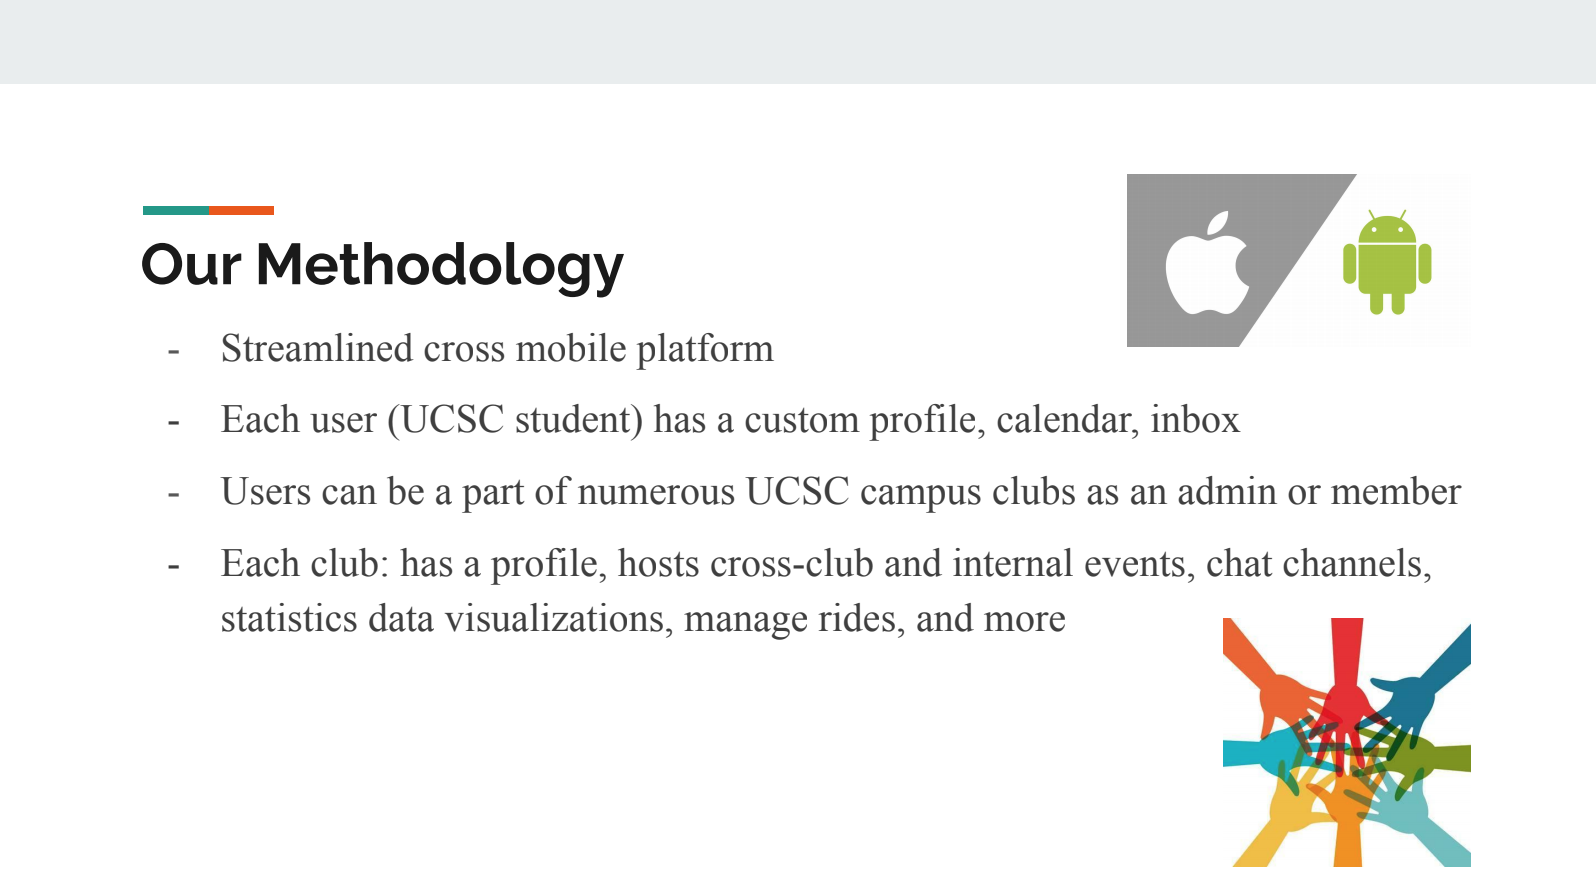 Our Methodology
- Streamlined cross mobile platform
- Each user (UCSC student) has a custom profile, calendar, inbox
- Users can be a part of numerous UCSC campus clubs as an admin or member
- Each club: has a profile, hosts cross-club and internal events, chat channels,
statistics data visualizations, manage rides, and more